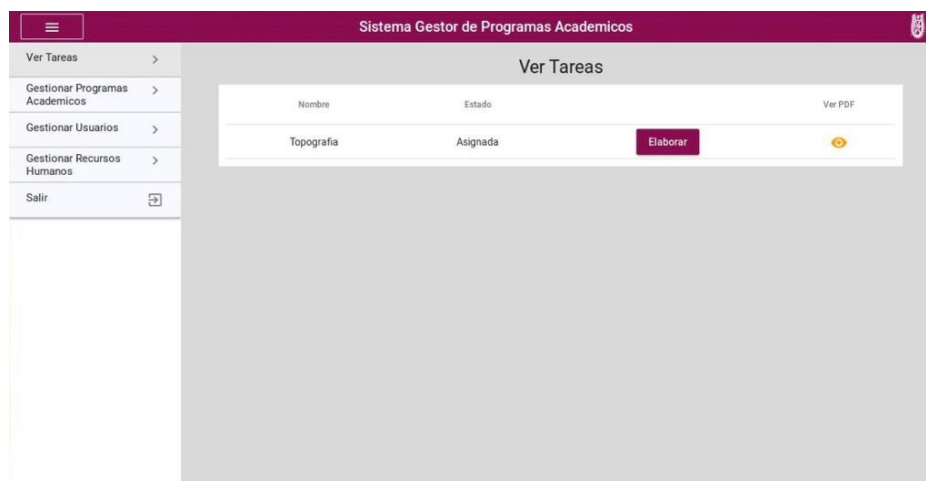 Sistema Gestor de Programas Academicos
Ver Tareas
Gestionar Programas
Academicos
Gestionar Usuarios
Gestionar Recursos
Humanos
Salir
Ver Tareas
Nombre Estado Ver PDF
Topografia Asignada Elaborar